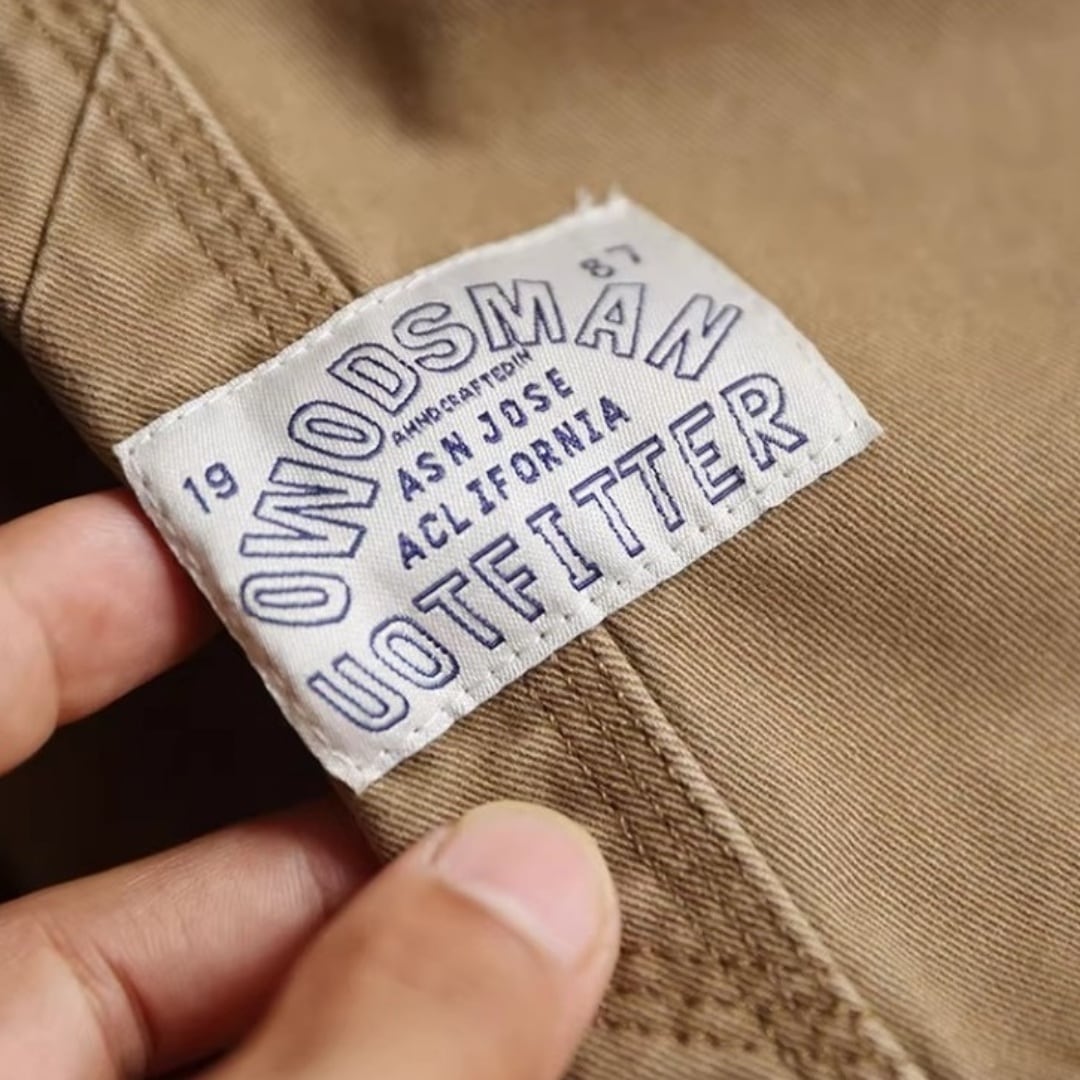 19 87
OWODSMAN
AHNDCRAFTEDIN
ASN JOSE
ACLIFORNIA
UOTFITTER